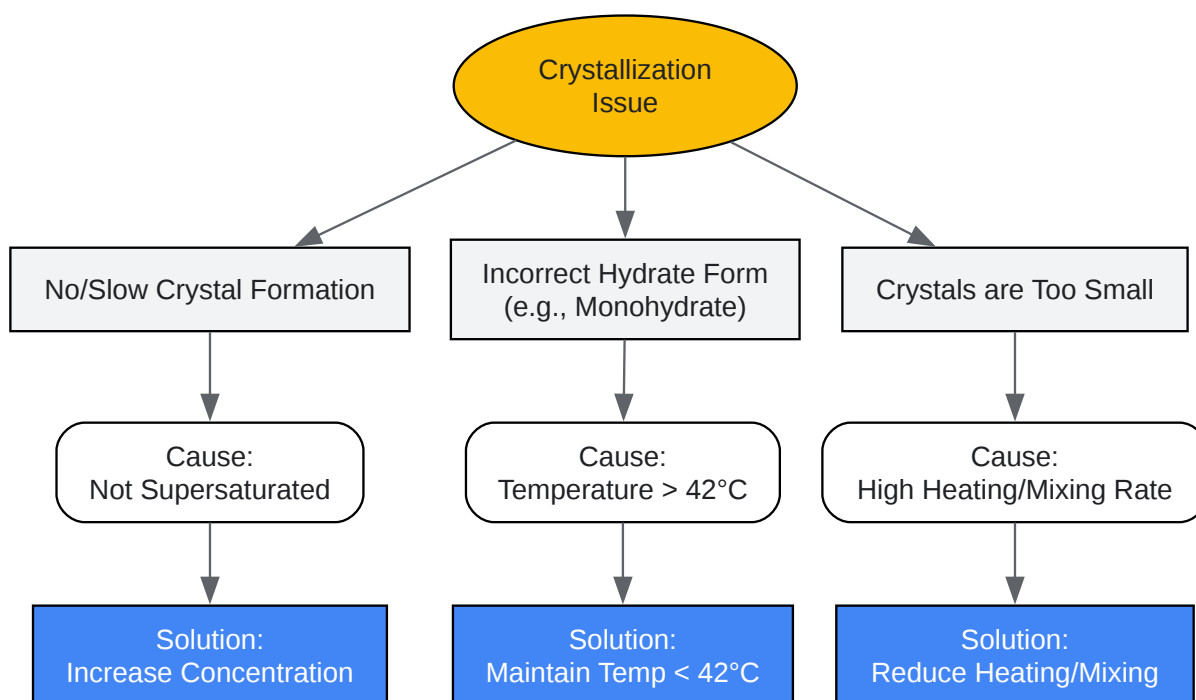 Crystallization
Issue
No/Slow Crystal Formation
Incorrect Hydrate Form
(e.g., Monohydrate)
Crystals are Too Small
Cause:
Not Supersaturated
Cause:
Temperature > 42°C
Cause:
High Heating/Mixing Rate
Solution:
Increase Concentration
Solution:
Maintain Temp < 42°C
Solution:
Reduce Heating/Mixing